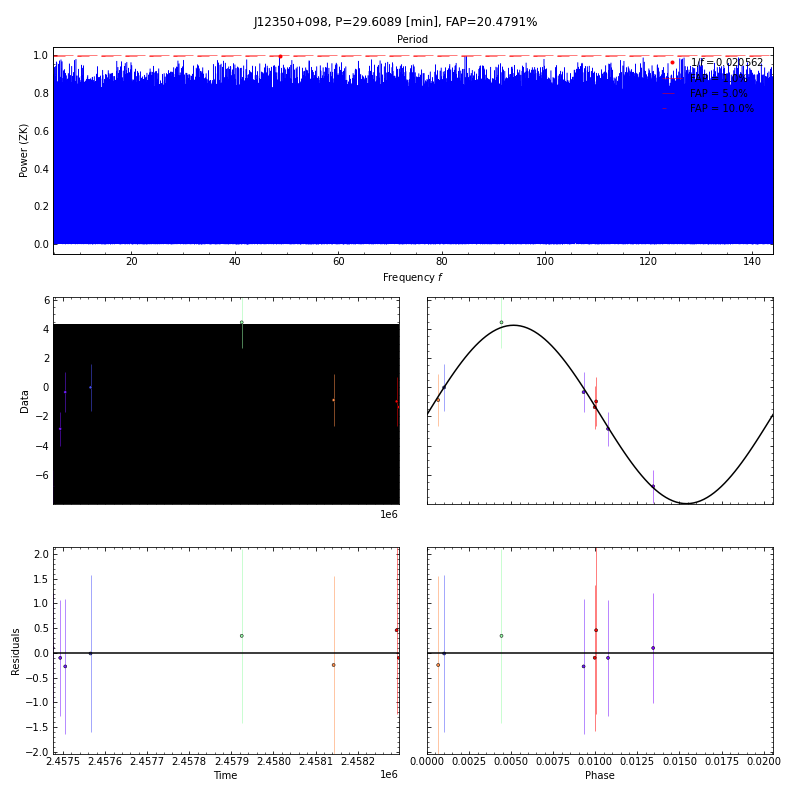 J12350+098, P=29.6089 [min], FAP=20.4791%
Period
1.0
0.8
0.6
0.4
0.2
0.0
Power (ZK)
1/f =0.020562
FAP = 5.0%
FAP = 10.0%
20 40 60 80 100 120 140
Frequency f
6
4
2
0
−2
−4
−6
Data
1e6
2.0
1.5
1.0
0.5
0.0
−0.5
−1.0
−1.5
−2.0
Residuals
2.4575 2.4576 2.4577 2.4578 2.4579 2.4580 2.4581 2.4582
Time
1e6
0.0000 0.0025 0.0050 0.0075 0.0100 0.0125 0.0150 0.0175 0.0200
Phase